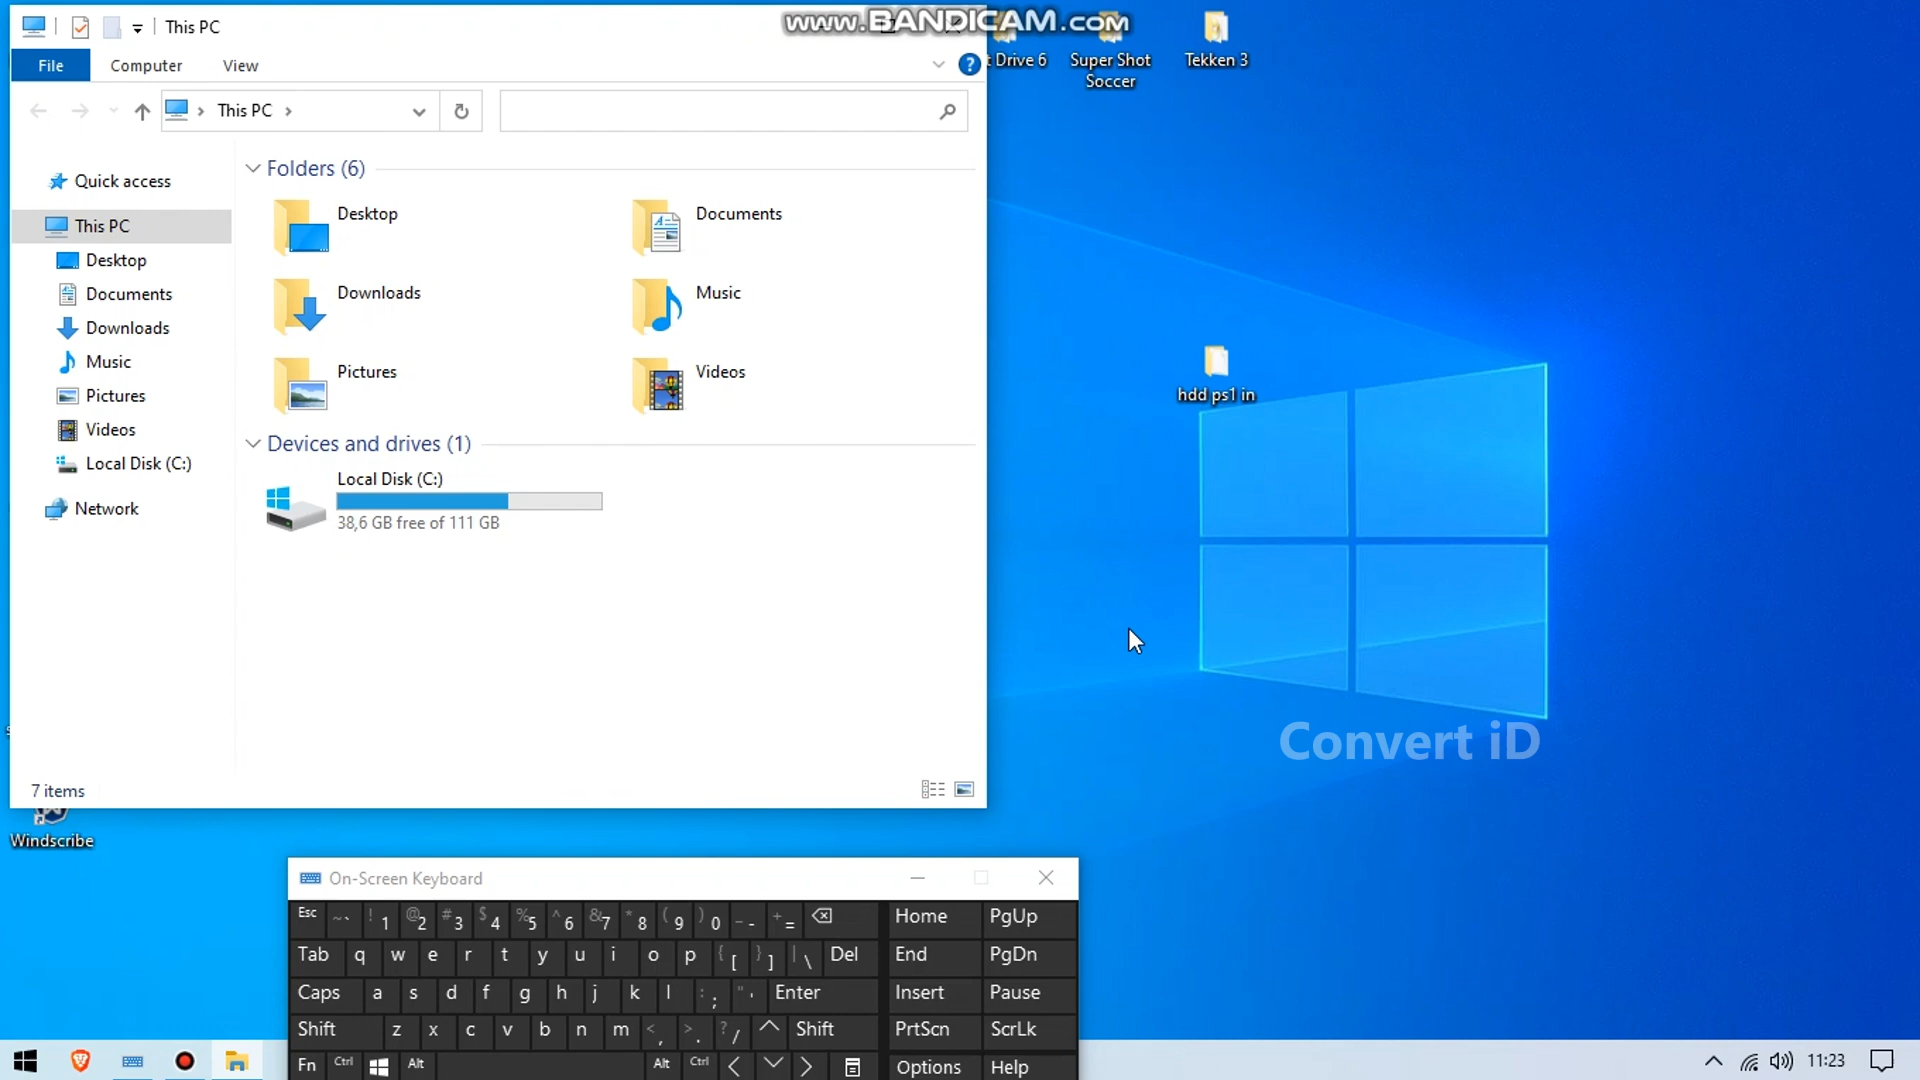 This PC
www.BANDICAM.com
File
Computer
View
This PC
Quick access
This PC
Desktop
Documents
Downloads
Music
Pictures
Videos
Local Disk (C:)
Network
Folders (6)
Desktop
Documents
Downloads
Music
Pictures
Videos
Devices and drives (1)
Local Disk (C:)
38,6 GB free of 111 GB
7 items
t Drive 6
Super Shot
Soccer
Tekken 3
hdd ps1 in
Convert iD
Windscribe
On-Screen Keyboard
Esc ~ ` ! 1 @ 2 # 3 $ 4 % 5 ^ 6 & 7 * 8 ( 9 ) 0 _ - + = Home PgUp
Tab q w e r t y u i o p { [ } ] | \ Del End PgDn
Caps a s d f g h j k l : ; " ' Enter Insert Pause
Shift z x c v b n m < , > . ? / Shift PrtScn ScrLk
Fn Ctrl Alt Alt Ctrl Options Help
11:23